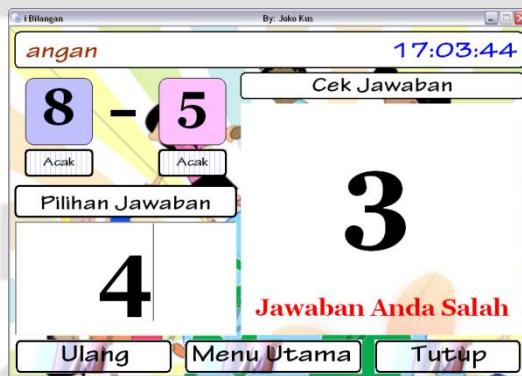 i Bilangan By: Joko Kus
angan 17:03:44
Cek Jawaban
8 - 5
Acak Acak
Pilihan Jawaban
3
4
Jawaban Anda Salah
Ulang Menu Utama Tutup